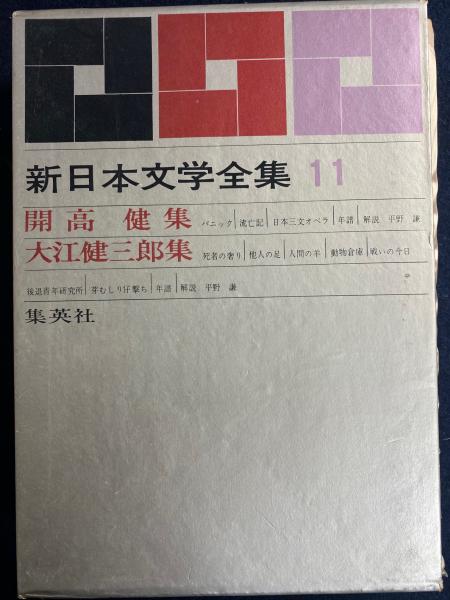 新日本文学全集 11
開高 健集 パニック|流亡記|日本三文オペラ|年譜|解説 平野 謙
大江健三郎集 死者の奢り|他人の足|人間の羊|動物倉庫|戦いの今日
後退青年研究所|芽むしり仔撃ち|年譜|解説 平野 謙
集英社